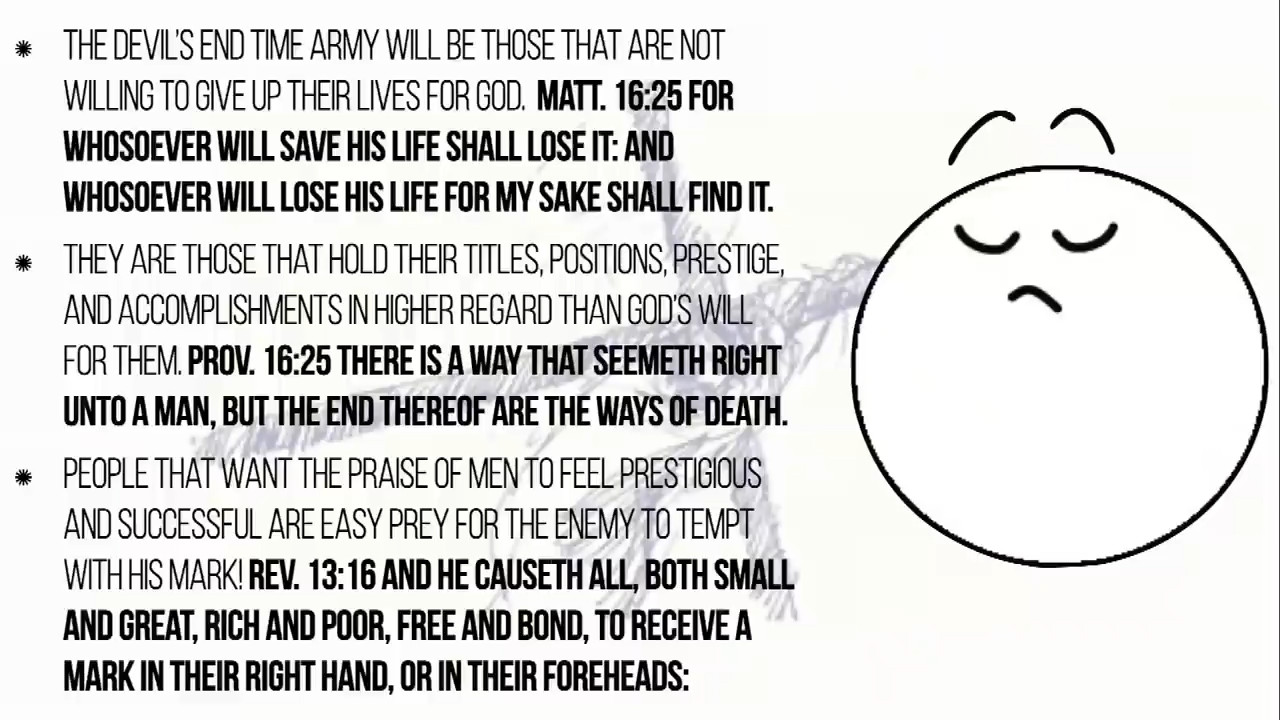 THE DEVIL'S END TIME ARMY WILL BE THOSE THAT ARE NOT
WILLING TO GIVE UP THEIR LIVES FOR GOD. MATT. 16:25 FOR
WHOSOEVER WILL SAVE HIS LIFE SHALL LOSE IT: AND
WHOSOEVER WILL LOSE HIS LIFE FOR MY SAKE SHALL FIND IT.
THEY ARE THOSE THAT HOLD THEIR TITLES, POSITIONS, PRESTIGE,
AND ACCOMPLISHMENTS IN HIGHER REGARD THAN GOD'S WILL
FOR THEM. PROV. 16:25 THERE IS A WAY THAT SEEMETH RIGHT
UNTO A MAN, BUT THE END THEREOF ARE THE WAYS OF DEATH.
PEOPLE THAT WANT THE PRAISE OF MEN TO FEEL PRESTIGIOUS
AND SUCCESSFUL ARE EASY PREY FOR THE ENEMY TO TEMPT
WITH HIS MARK! REV. 13:16 AND HE CAUSETH ALL, BOTH SMALL
AND GREAT, RICH AND POOR, FREE AND BOND, TO RECEIVE A
MARK IN THEIR RIGHT HAND, OR IN THEIR FOREHEADS: